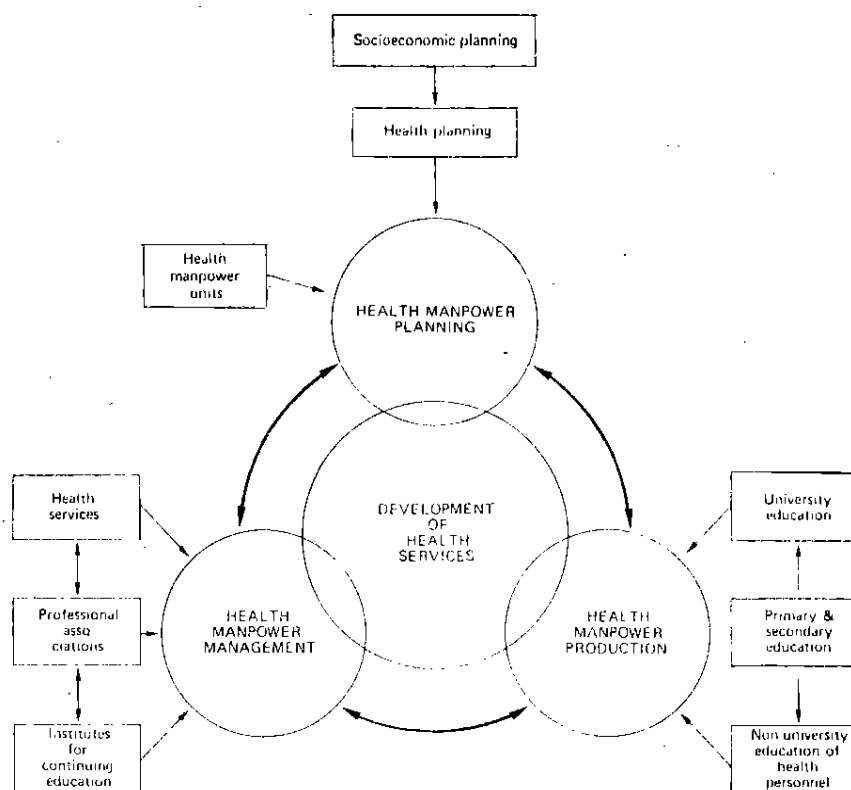 Socioeconomic planning
Health planning
Health
manpower
units
HEALTH MANPOWER
PLANNING
Health
services
DEVELOPMENT
OF
HEALTH
SERVICES
University
education
Professional
asso
ciations
HEALTH
MANPOWER
MANAGEMENT
HEALTH
MANPOWER
PRODUCTION
Primary &
secondary
education
Institutes
for
continuing
education
Non university
education of
health
personnel